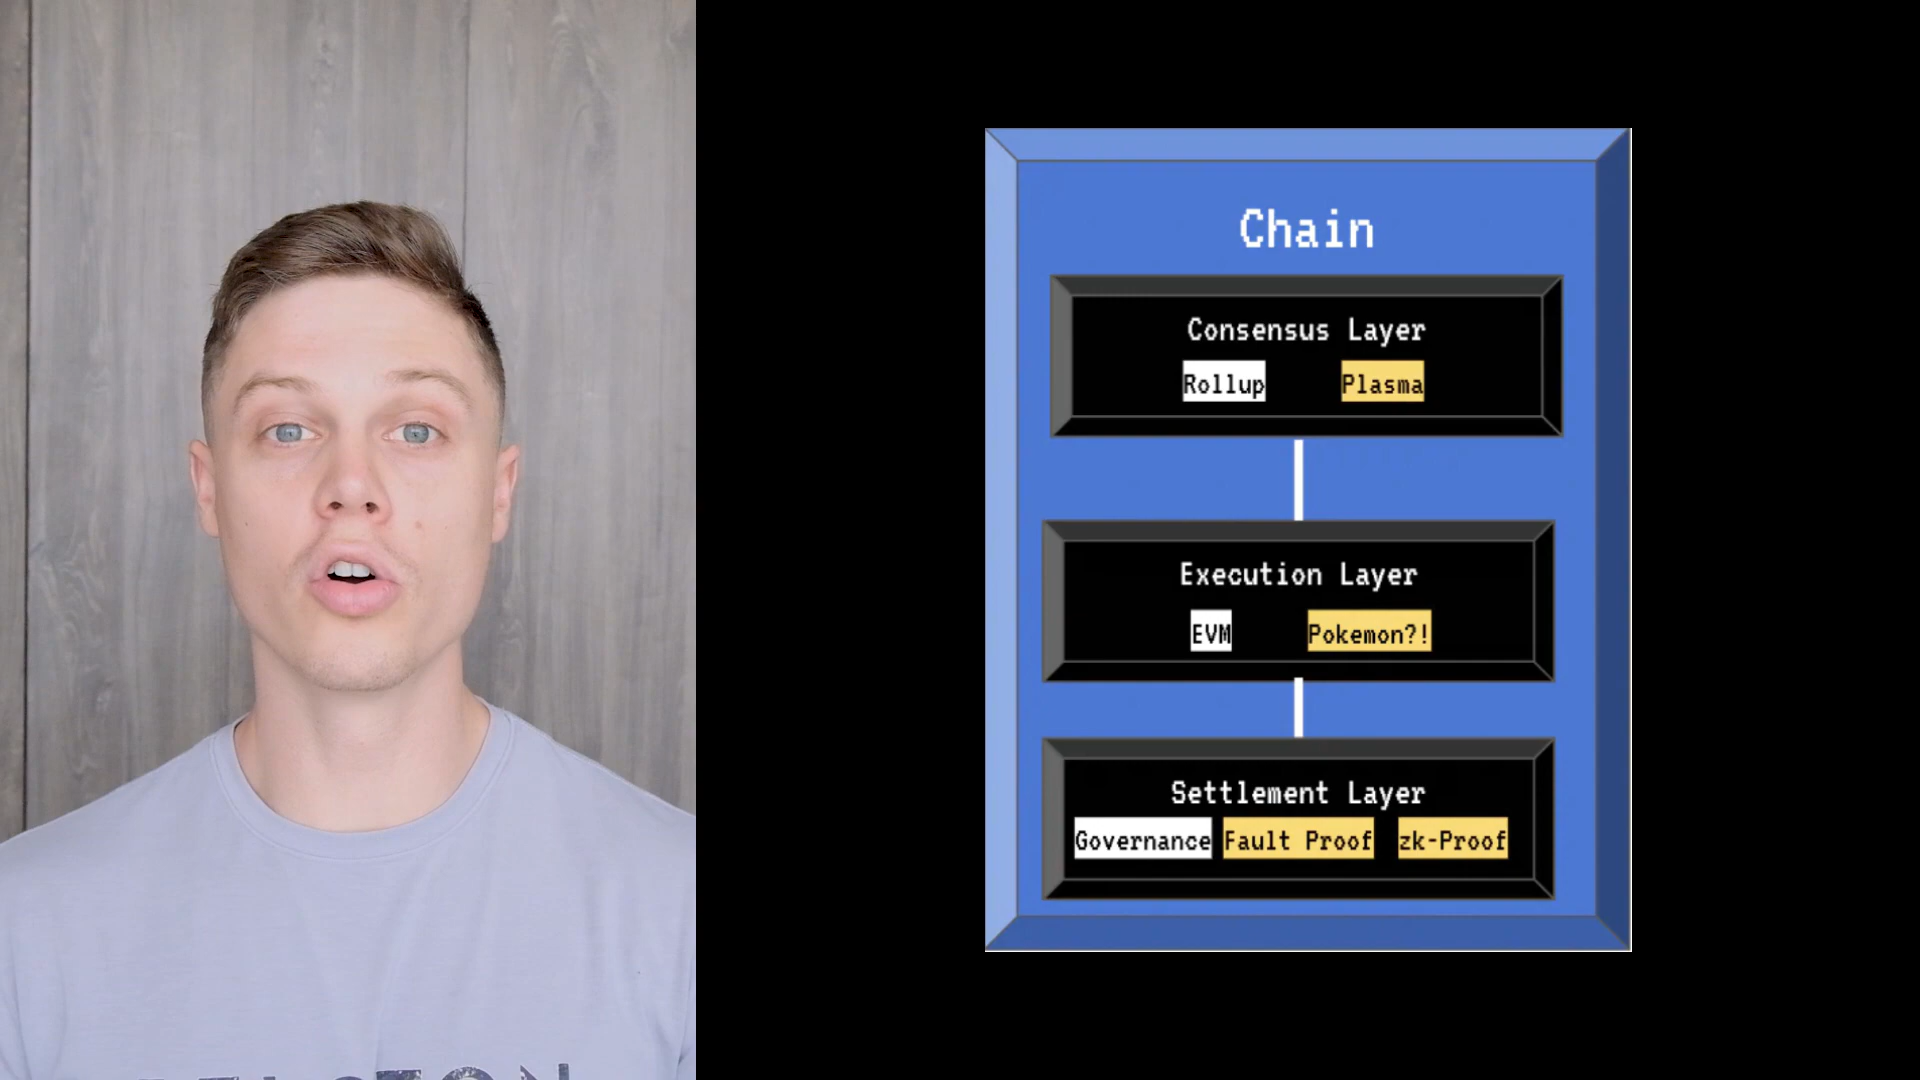 Chain
Consensus Layer
Rollup Plasma
Execution Layer
EVM Pokemon?!
Settlement Layer
Governance Fault Proof zk-Proof